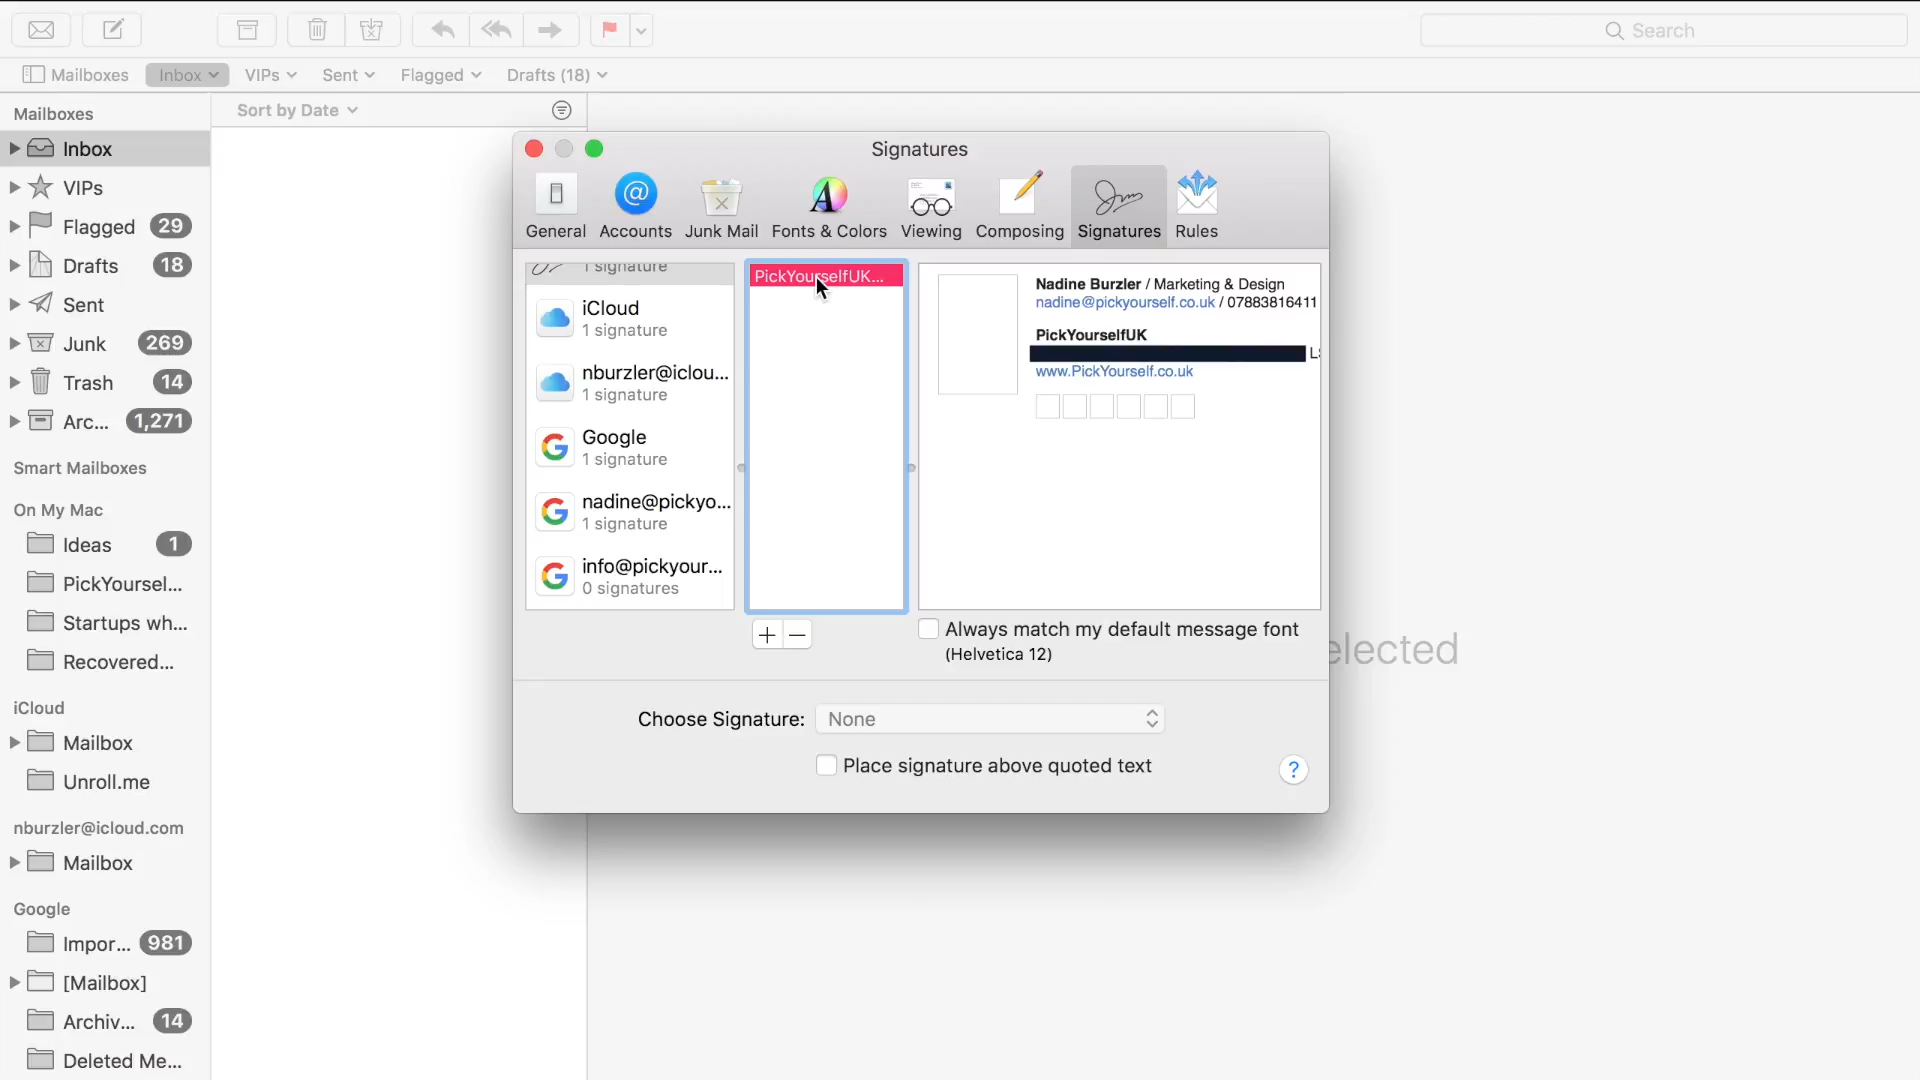 Search
Mailboxes
Inbox
VIPs
Sent
Flagged
Drafts (18)
Mailboxes
Sort by Date
Inbox
VIPs
Flagged 29
Drafts 18
Sent
Junk 269
Trash 14
Arc... 1,271
Smart Mailboxes
On My Mac
Ideas 1
PickYoursel...
Startups wh...
Recovered...
iCloud
Mailbox
Unroll.me
nburzler@icloud.com
Mailbox
Google
Impor... 981
[Mailbox]
Archiv... 14
Deleted Me...
Signatures
General
Accounts
Junk Mail
Fonts & Colors
Viewing
Composing
Signatures
Rules
1 signature
iCloud
1 signature
nburzler@iclou...
1 signature
Google
1 signature
nadine@pickyo...
1 signature
info@pickyour...
0 signatures
PickYourselfUK...
Nadine Burzler / Marketing & Design
nadine@pickyourself.co.uk / 07883816411
PickYourselfUK
www.PickYourself.co.uk
Always match my default message font
(Helvetica 12)
Choose Signature: None
Place signature above quoted text
?
elected